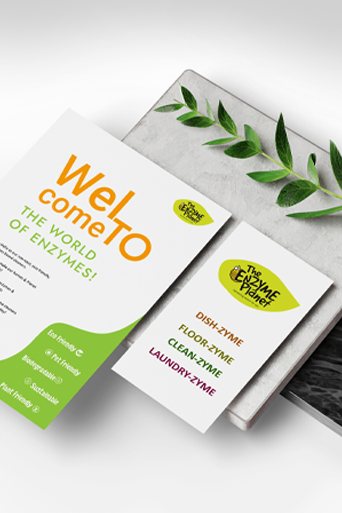 Wel
comeTO
THE WORLD
OF ENZYMES!
Eco Friendly
Pet Friendly
Biodegradable
Sustainable
Plant Friendly
The
ENZYME
Planet
The
ENZYME
Planet
DISH-ZYME
FLOOR-ZYME
CLEAN-ZYME
LAUNDRY-ZYME